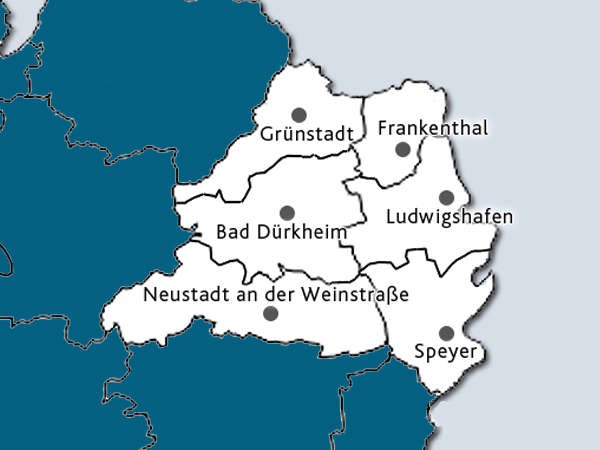 Grünstadt
Frankenthal
Ludwigshafen
Bad Dürkheim
Neustadt an der Weinstraße
Speyer